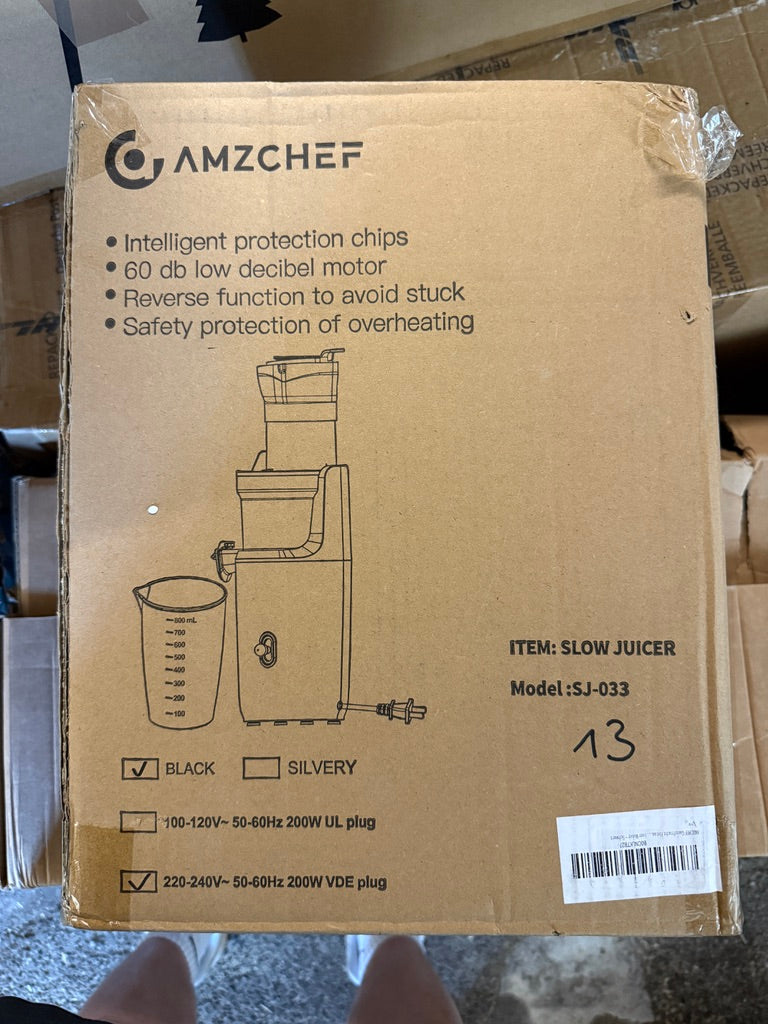 AMZCHEF
• Intelligent protection chips
• 60 db low decibel motor
• Reverse function to avoid stuck
• Safety protection of overheating
800 mL
700
600
500
400
300
200
100
ITEM: SLOW JUICER
Model :SJ-033
13
BLACK
SILVERY
100-120V~ 50-60Hz 200W UL plug
220-240V~ 50-60Hz 200W VDE plug
REPACKED